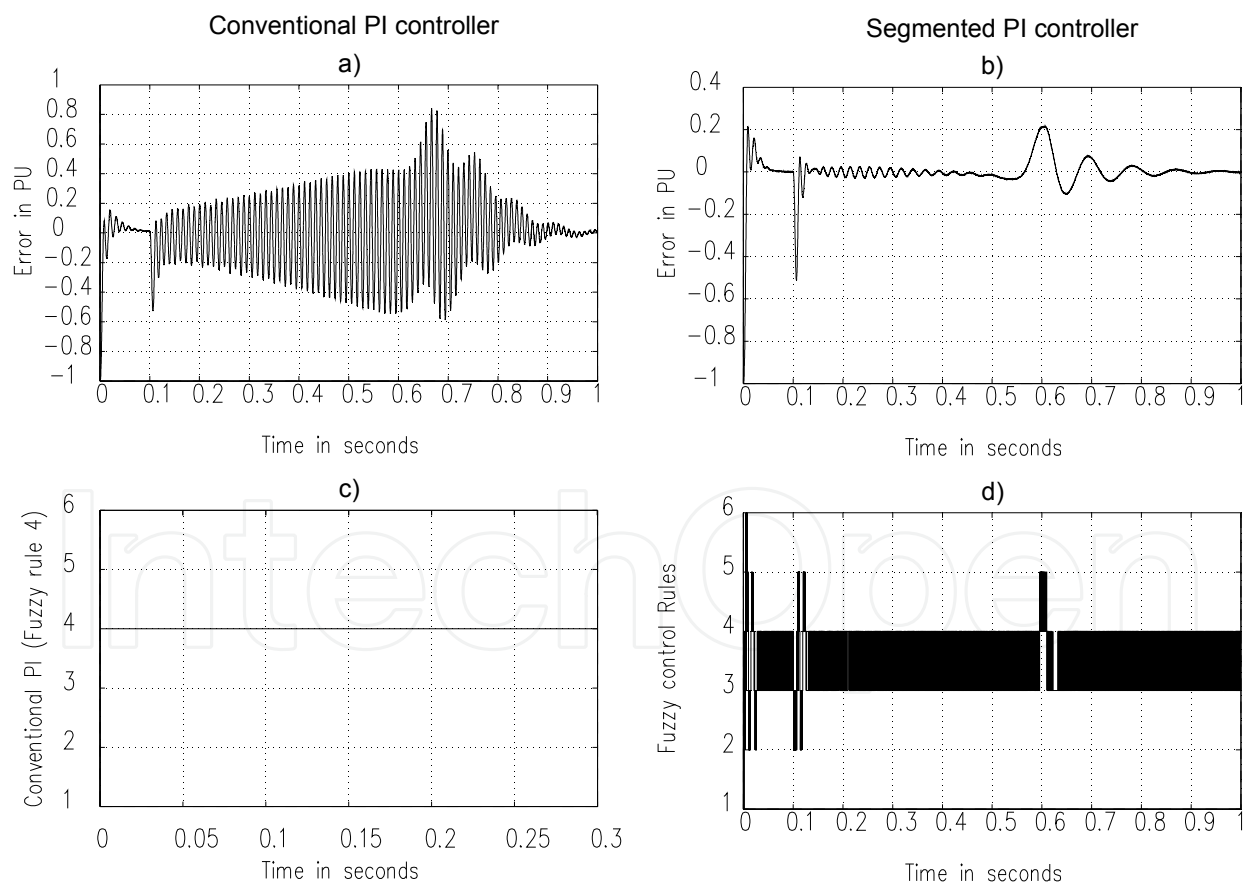 Conventional PI controller
a)
1
0.8
0.6
0.4
0.2
0
−0.2
−0.4
−0.6
−0.8
−1
Error in PU
0 0.1 0.2 0.3 0.4 0.5 0.6 0.7 0.8 0.9 1
Time in seconds
Segmented PI controller
b)
0.4
0.2
0
−0.2
−0.4
−0.6
−0.8
−1
Error in PU
0 0.1 0.2 0.3 0.4 0.5 0.6 0.7 0.8 0.9 1
Time in seconds
c)
6
5
4
3
2
1
Conventional PI (Fuzzy rule 4)
0 0.05 0.1 0.15 0.2 0.25 0.3
Time in seconds
d)
6
5
4
3
2
1
Fuzzy control Rules
0 0.1 0.2 0.3 0.4 0.5 0.6 0.7 0.8 0.9 1
Time in seconds
IntechOpen